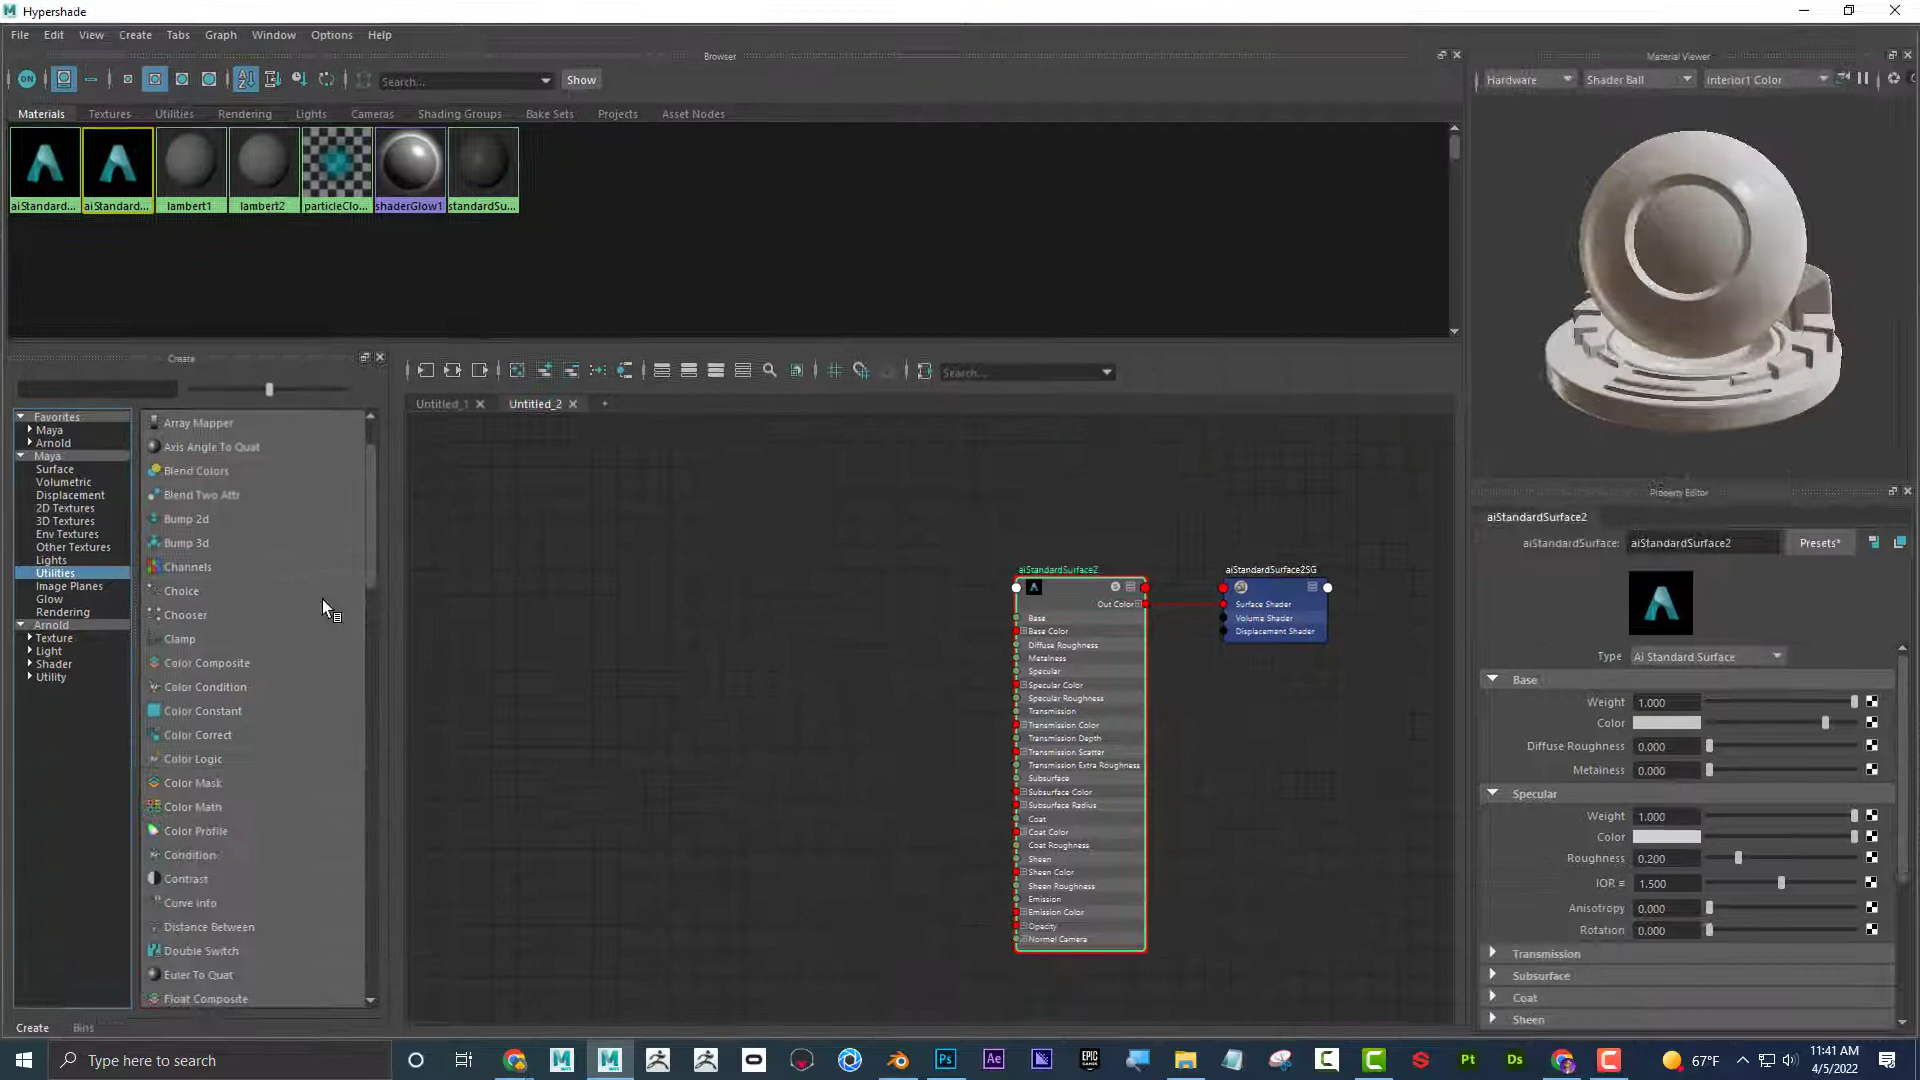 Hypershade
File Edit View Create Tabs Graph Window Options Help
Browser
Material Viewer
ON
Search...
Show
Hardware
Shader Ball
Interior1 Color
Materials Textures Utilities Rendering Lights Cameras Shading Groups Bake Sets Projects Asset Nodes
aiStandard... aiStandard... lambert1 lambert2 particleClo... shaderGlow1 standardSu...
Create
Search...
Untitled_1 Untitled_2 +
Favorites
Maya
Arnold
Maya
Surface
Volumetric
Displacement
2D Textures
3D Textures
Env Textures
Other Textures
Lights
Utilities
Image Planes
Glow
Rendering
Arnold
Texture
Light
Shader
Utility
Array Mapper
Axis Angle To Quat
Blend Colors
Blend Two Attr
Bump 2d
Bump 3d
Channels
Choice
Chooser
Clamp
Color Composite
Color Condition
Color Constant
Color Correct
Color Logic
Color Mask
Color Math
Color Profile
Condition
Contrast
Curve Info
Distance Between
Double Switch
Euler To Quat
Float Composite
Create Bins
aiStandardSurface2
Out Color
Base
Base Color
Diffuse Roughness
Metalness
Specular
Specular Color
Specular Roughness
Transmission
Transmission Color
Transmission Depth
Transmission Scatter
Transmission Extra Roughness
Subsurface
Subsurface Color
Subsurface Radius
Coat
Coat Color
Coat Roughness
Sheen
Sheen Color
Sheen Roughness
Emission
Emission Color
Opacity
Normal Camera
aiStandardSurface2SG
Surface Shader
Volume Shader
Displacement Shader
Property Editor
aiStandardSurface2
aiStandardSurface: aiStandardSurface2 Presets*
Type Ai Standard Surface
Base
Weight 1.000
Color
Diffuse Roughness 0.000
Metalness 0.000
Specular
Weight 1.000
Color
Roughness 0.200
IOR 1.500
Anisotropy 0.000
Rotation 0.000
Transmission
Subsurface
Coat
Sheen
Type here to search
Ps
Ae
EPIC GAMES
Pt
Ds
67°F
11:41 AM
4/5/2022